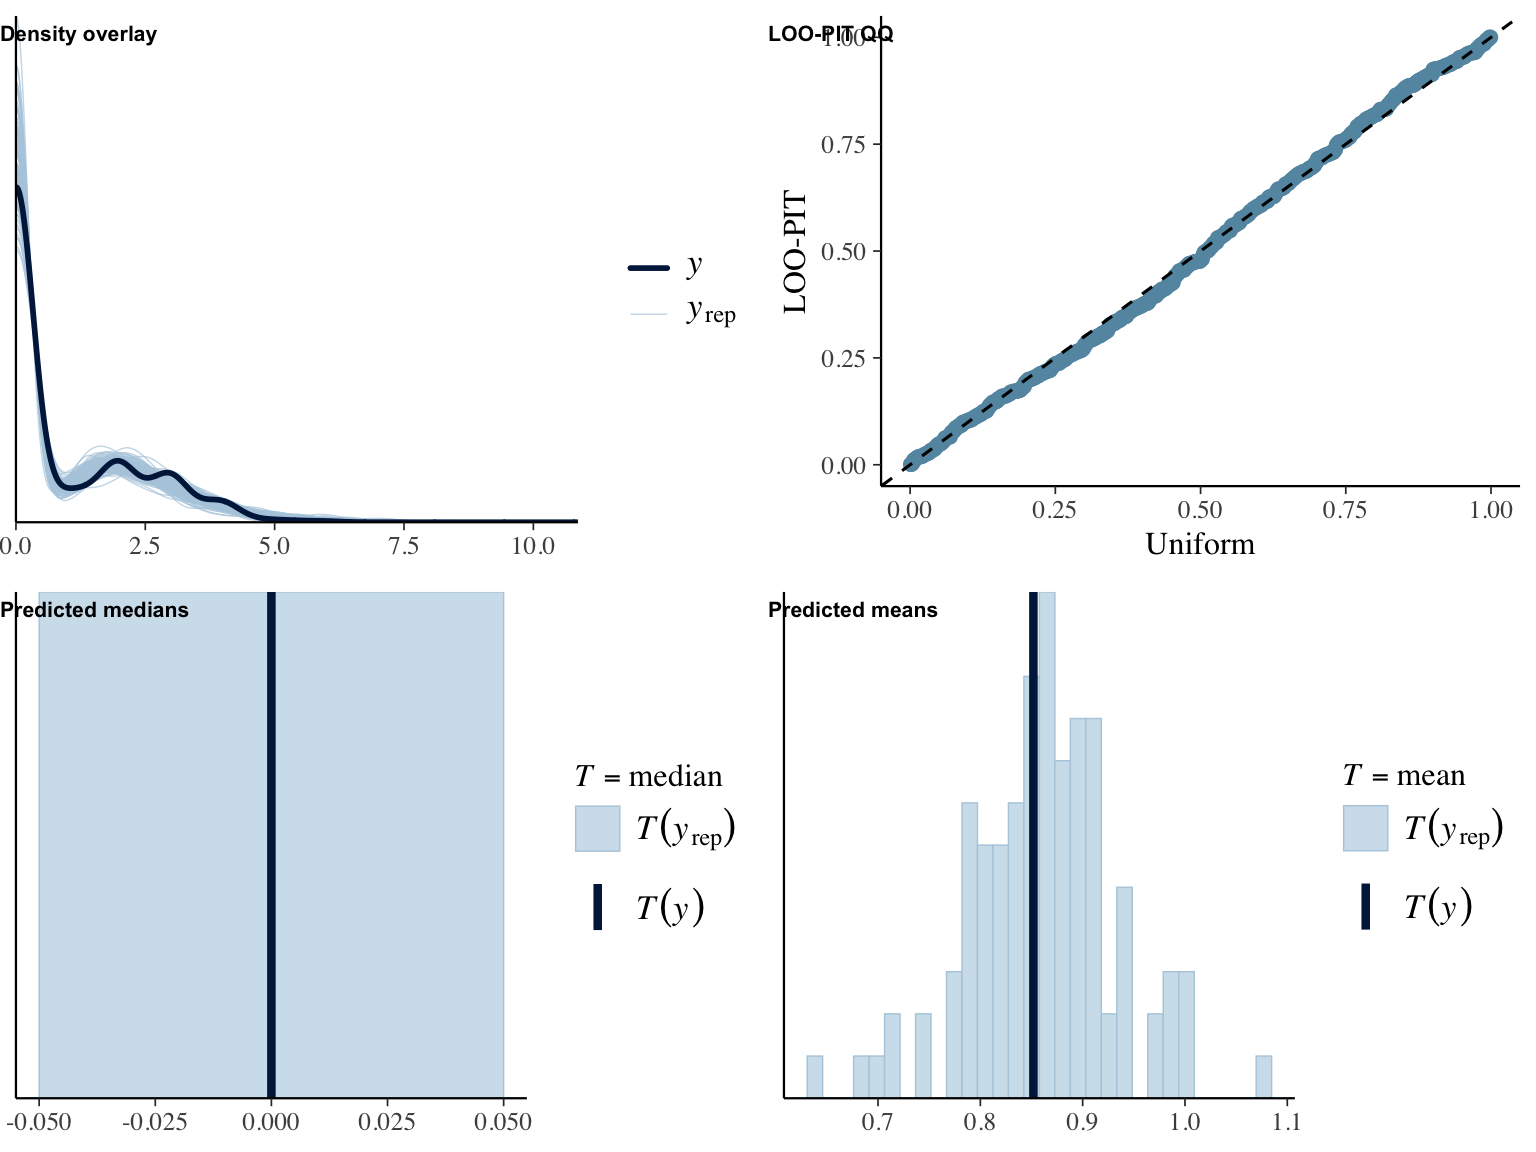 Density overlay
y
yrep
0.0 2.5 5.0 7.5 10.0
LOO-PIT QQ
1.00
0.75
0.50
0.25
0.00
LOO-PIT
0.00 0.25 0.50 0.75 1.00
Uniform
Predicted medians
T = median
T(yrep)
T(y)
-0.050 -0.025 0.000 0.025 0.050
Predicted means
T = mean
T(yrep)
T(y)
0.7 0.8 0.9 1.0 1.1